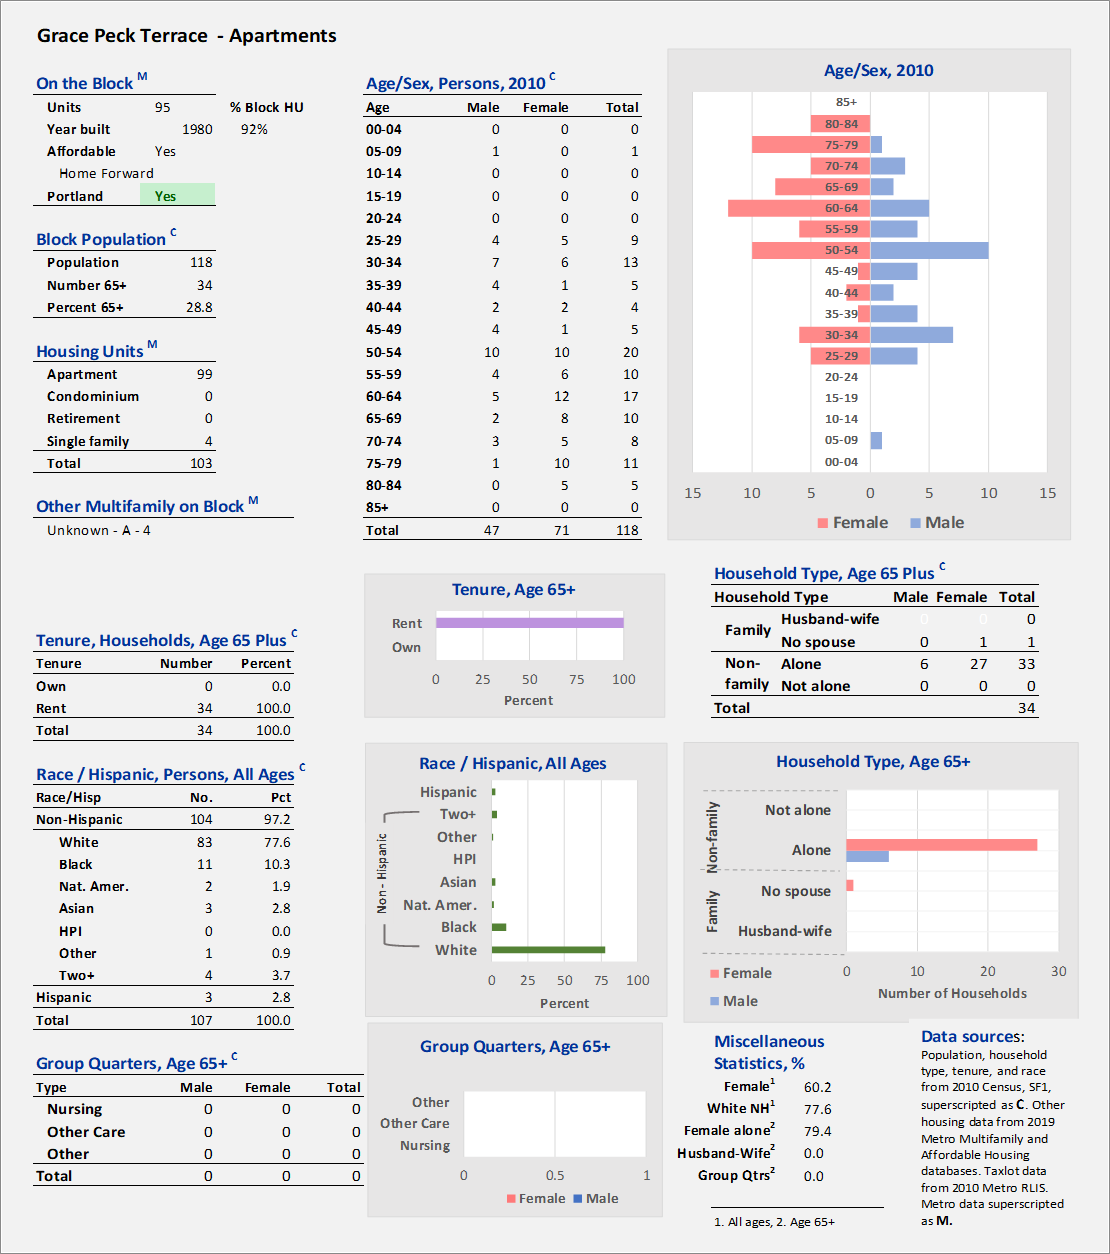 Grace Peck Terrace - Apartments
On the Block M
Units 95 % Block HU
Year built 1980 92%
Affordable Yes
Home Forward
Portland Yes
Block Population C
Population 118
Number 65+ 34
Percent 65+ 28.8
Housing Units M
Apartment 99
Condominium 0
Retirement 0
Single family 4
Total 103
Other Multifamily on Block M
Unknown - A - 4
Age/Sex, Persons, 2010 C
Age Male Female Total
00-04 0 0 0
05-09 1 0 1
10-14 0 0 0
15-19 0 0 0
20-24 0 0 0
25-29 4 5 9
30-34 7 6 13
35-39 4 1 5
40-44 2 2 4
45-49 4 1 5
50-54 10 10 20
55-59 4 6 10
60-64 5 12 17
65-69 2 8 10
70-74 3 5 8
75-79 1 10 11
80-84 0 5 5
85+ 0 0 0
Total 47 71 118
Age/Sex, 2010
85+
80-84
75-79
70-74
65-69
60-64
55-59
50-54
45-49
40-44
35-39
30-34
25-29
20-24
15-19
10-14
05-09
00-04
15 10 5 0 5 10 15
Female Male
Tenure, Households, Age 65 Plus C
Tenure Number Percent
Own 0 0.0
Rent 34 100.0
Total 34 100.0
Tenure, Age 65+
Rent
Own
0 25 50 75 100
Percent
Household Type, Age 65 Plus C
Household Type Male Female Total
Family Husband-wife 0 0 0
No spouse 0 1 1
Non-family Alone 6 27 33
Not alone 0 0 0
Total 34
Race / Hispanic, Persons, All Ages C
Race/Hisp No. Pct
Non-Hispanic 104 97.2
White 83 77.6
Black 11 10.3
Nat. Amer. 2 1.9
Asian 3 2.8
HPI 0 0.0
Other 1 0.9
Two+ 4 3.7
Hispanic 3 2.8
Total 107 100.0
Race / Hispanic, All Ages
Non - Hispanic
Hispanic
Two+
Other
HPI
Asian
Nat. Amer.
Black
White
0 25 50 75 100
Percent
Household Type, Age 65+
Non-family
Not alone
Alone
Family
No spouse
Husband-wife
0 10 20 30
Number of Households
Female
Male
Group Quarters, Age 65+ C
Type Male Female Total
Nursing 0 0 0
Other Care 0 0 0
Other 0 0 0
Total 0 0 0
Group Quarters, Age 65+
Other
Other Care
Nursing
0 0.5 1
Female Male
Miscellaneous
Statistics, %
Female1 60.2
White NH1 77.6
Female alone2 79.4
Husband-Wife2 0.0
Group Qtrs2 0.0
1. All ages, 2. Age 65+
Data sources:
Population, household
type, tenure, and race
from 2010 Census, SF1,
superscripted as C. Other
housing data from 2019
Metro Multifamily and
Affordable Housing
databases. Taxlot data
from 2010 Metro RLIS.
Metro data superscripted
as M.